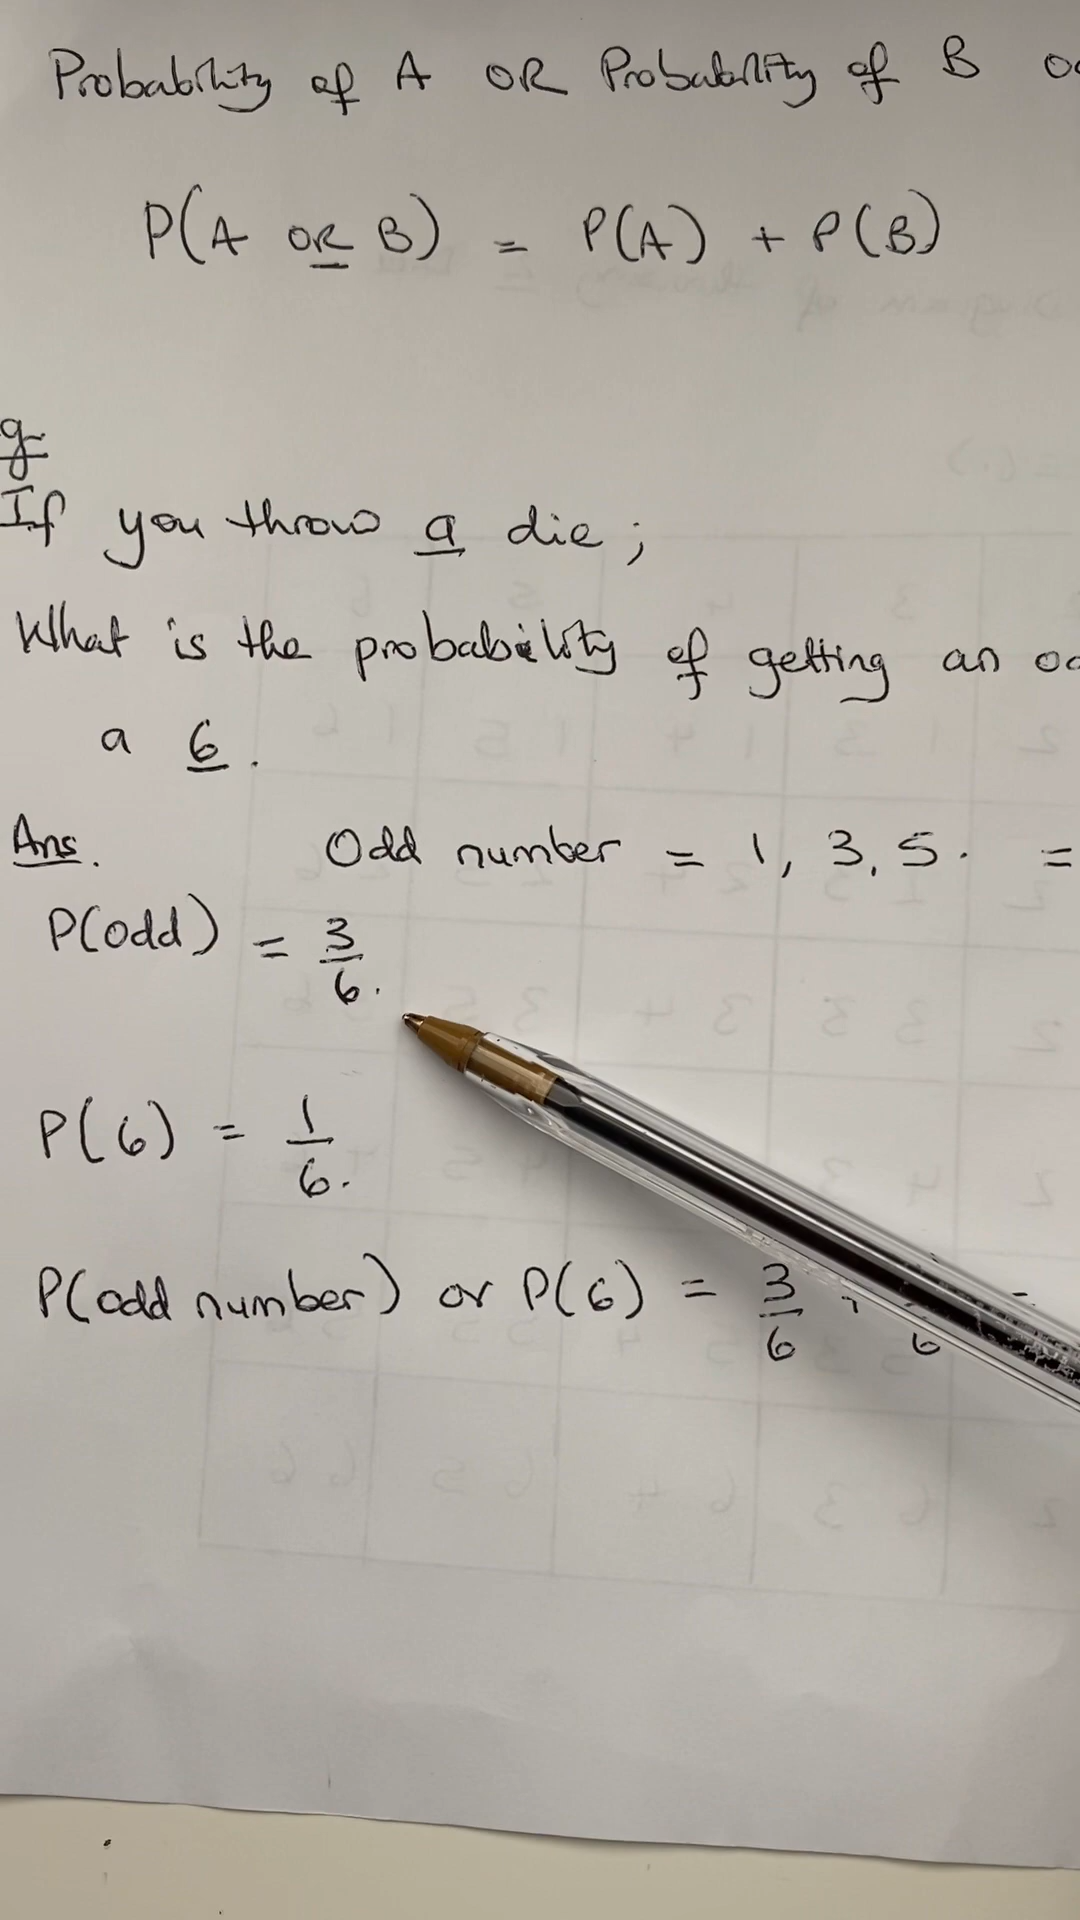 Probability of A OR Probability of B
P(A OR B) = P(A) + P(B)
If you throw a die;
What is the probability of getting an
a 6.
Ans. Odd number = 1, 3, 5. =
P(odd) = 3/6.
P(6) = 1/6.
P(odd number) or P(6) = 3/6